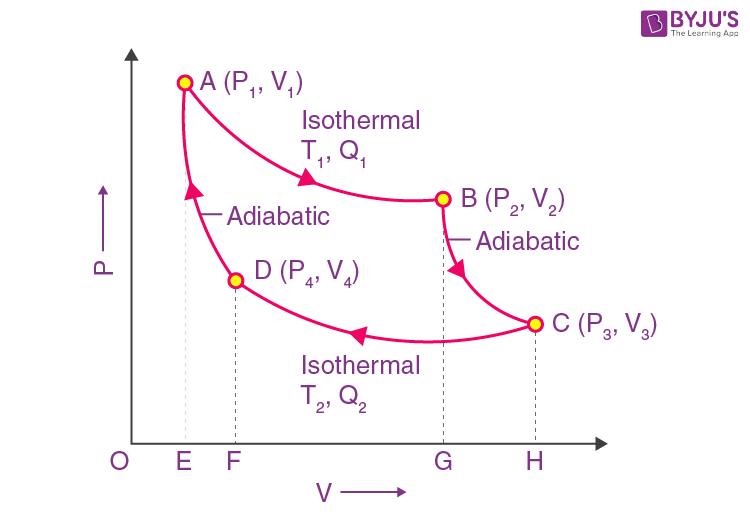 BYJU'S
The Learning App
A (P₁, V₁)
Isothermal
T₁, Q₁
B (P₂, V₂)
Adiabatic
Adiabatic
P
D (P₄, V₄)
C (P₃, V₃)
Isothermal
T₂, Q₂
O E F G H
V